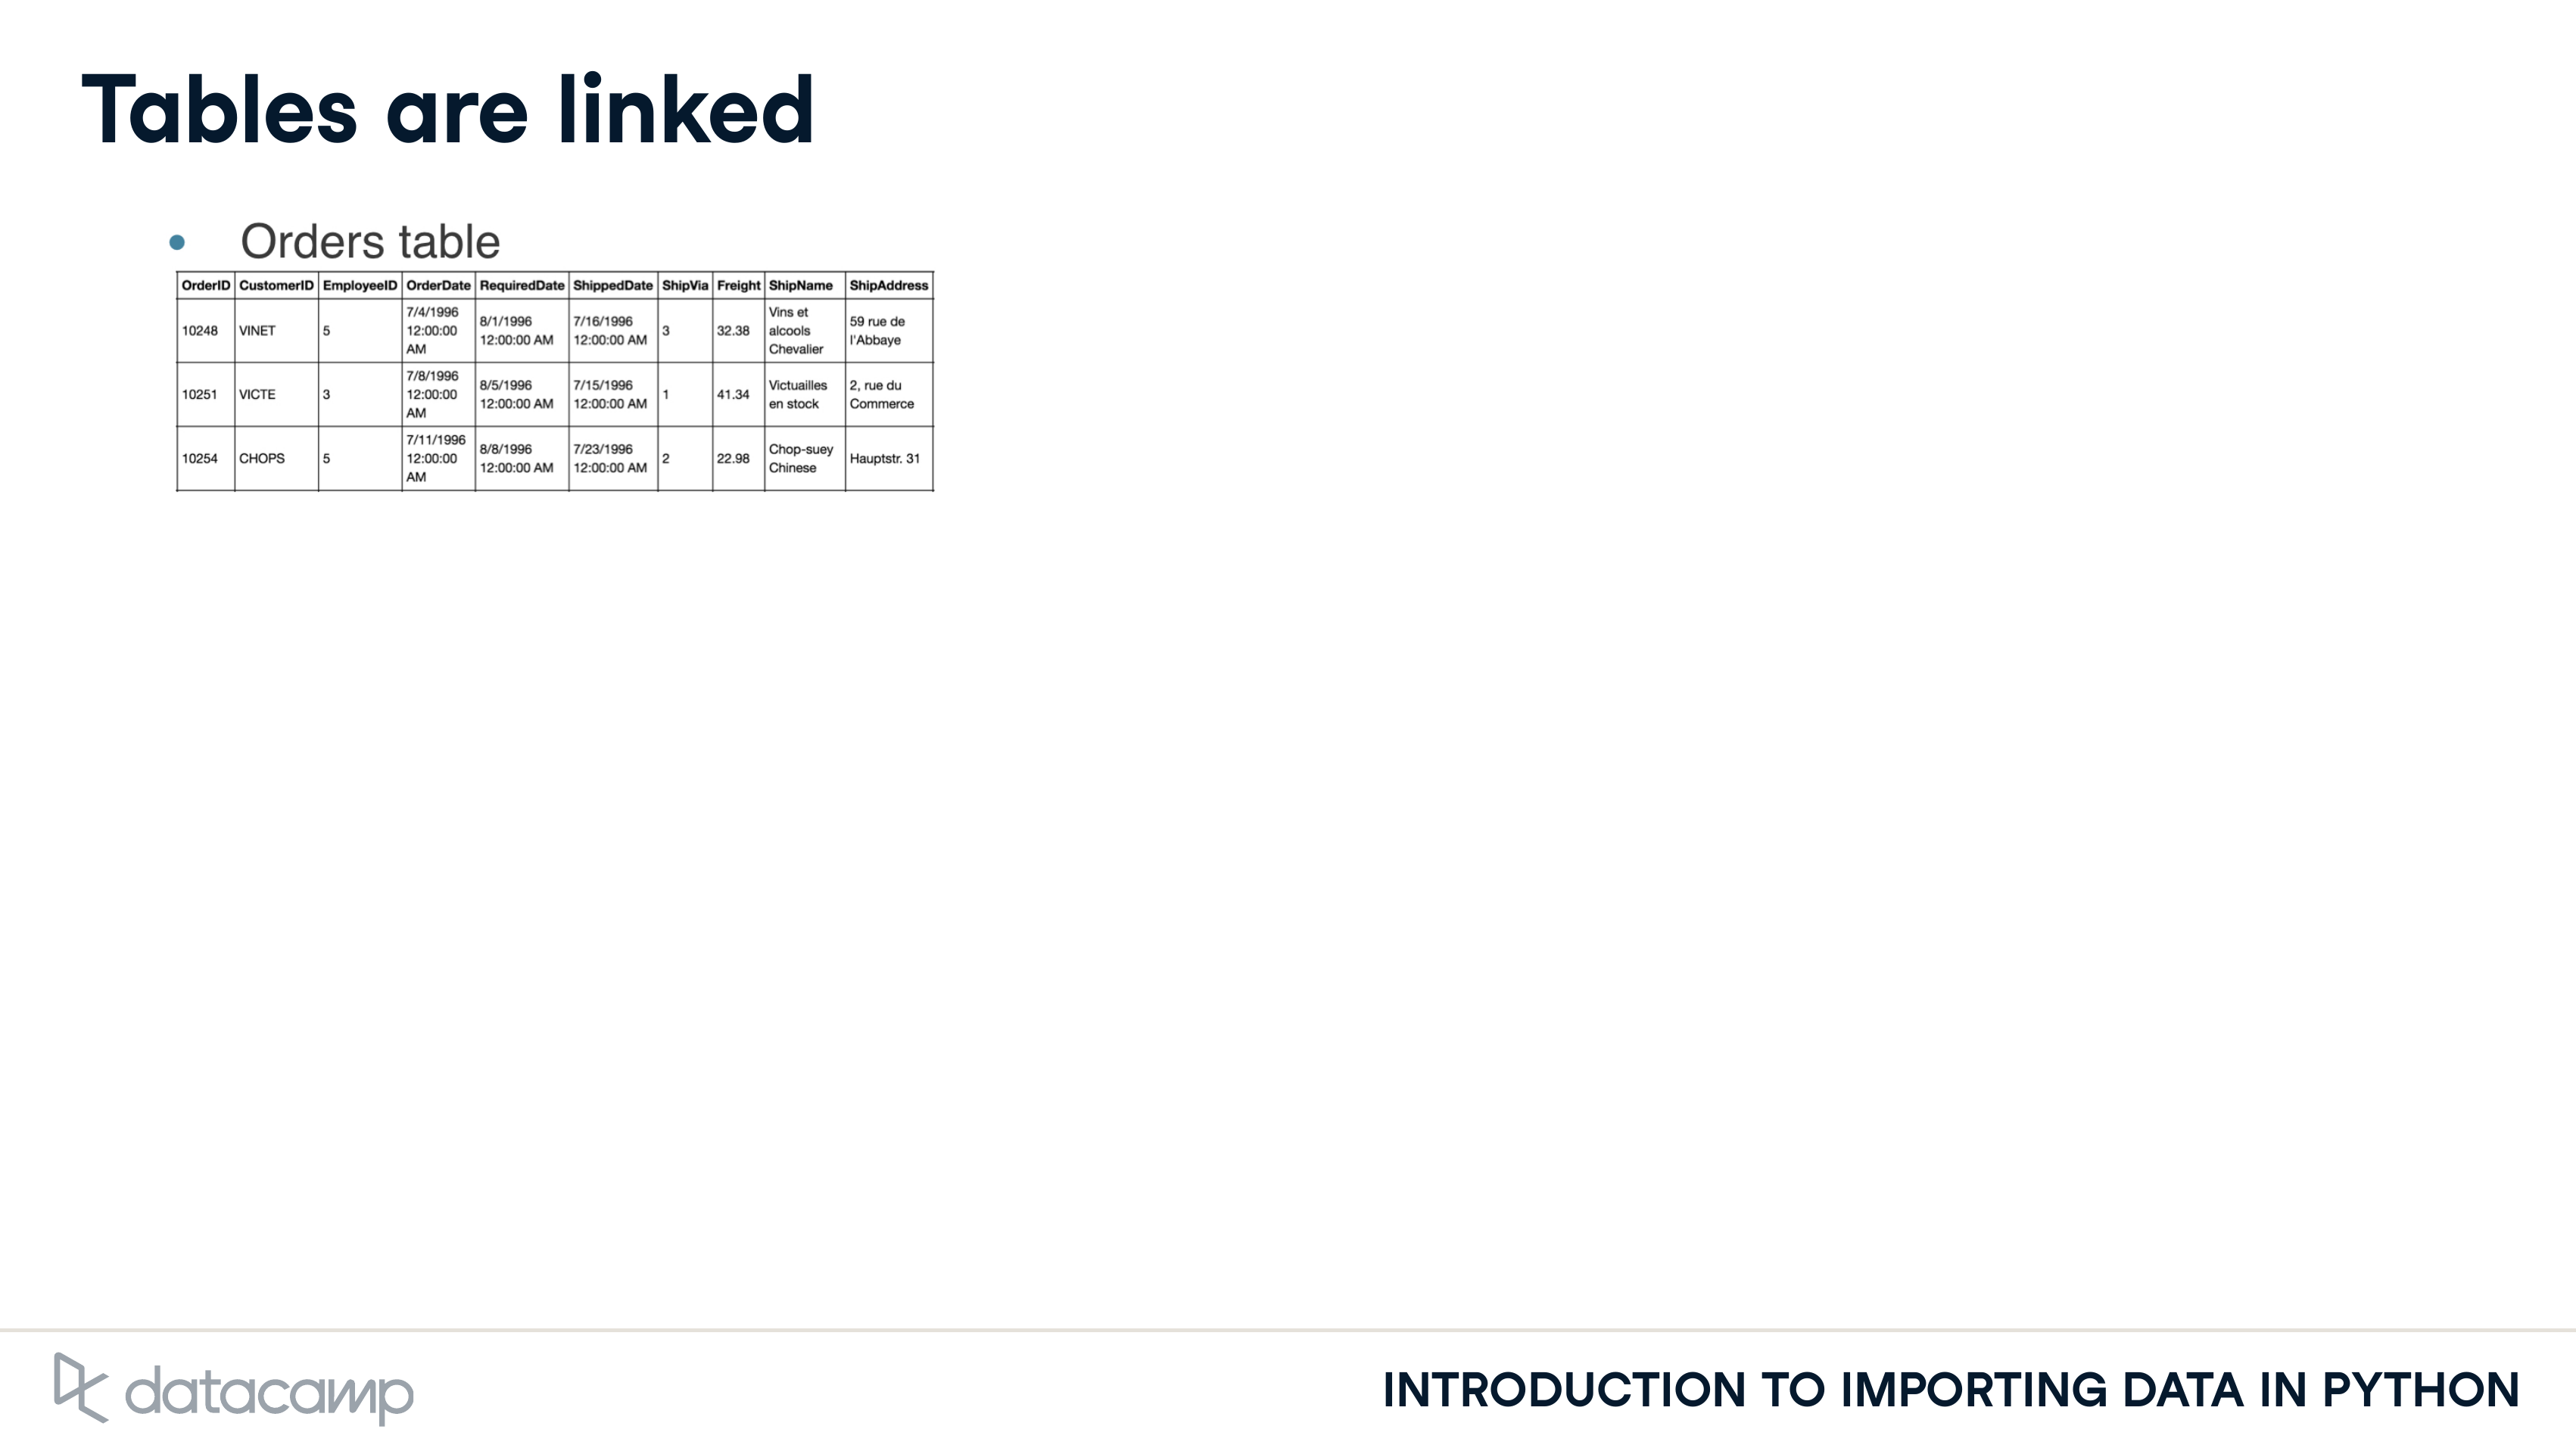 Tables are linked
• Orders table
OrderID CustomerID EmployeeID OrderDate RequiredDate ShippedDate ShipVia Freight ShipName ShipAddress
10248 VINET 5 7/4/1996 12:00:00 AM 8/1/1996 12:00:00 AM 7/16/1996 12:00:00 AM 3 32.38 Vins et alcools Chevalier 59 rue de l'Abbaye
10251 VICTE 3 7/8/1996 12:00:00 AM 8/5/1996 12:00:00 AM 7/15/1996 12:00:00 AM 1 41.34 Victuailles en stock 2, rue du Commerce
10254 CHOPS 5 7/11/1996 12:00:00 AM 8/8/1996 12:00:00 AM 7/23/1996 12:00:00 AM 2 22.98 Chop-suey Chinese Hauptstr. 31
datacamp
INTRODUCTION TO IMPORTING DATA IN PYTHON